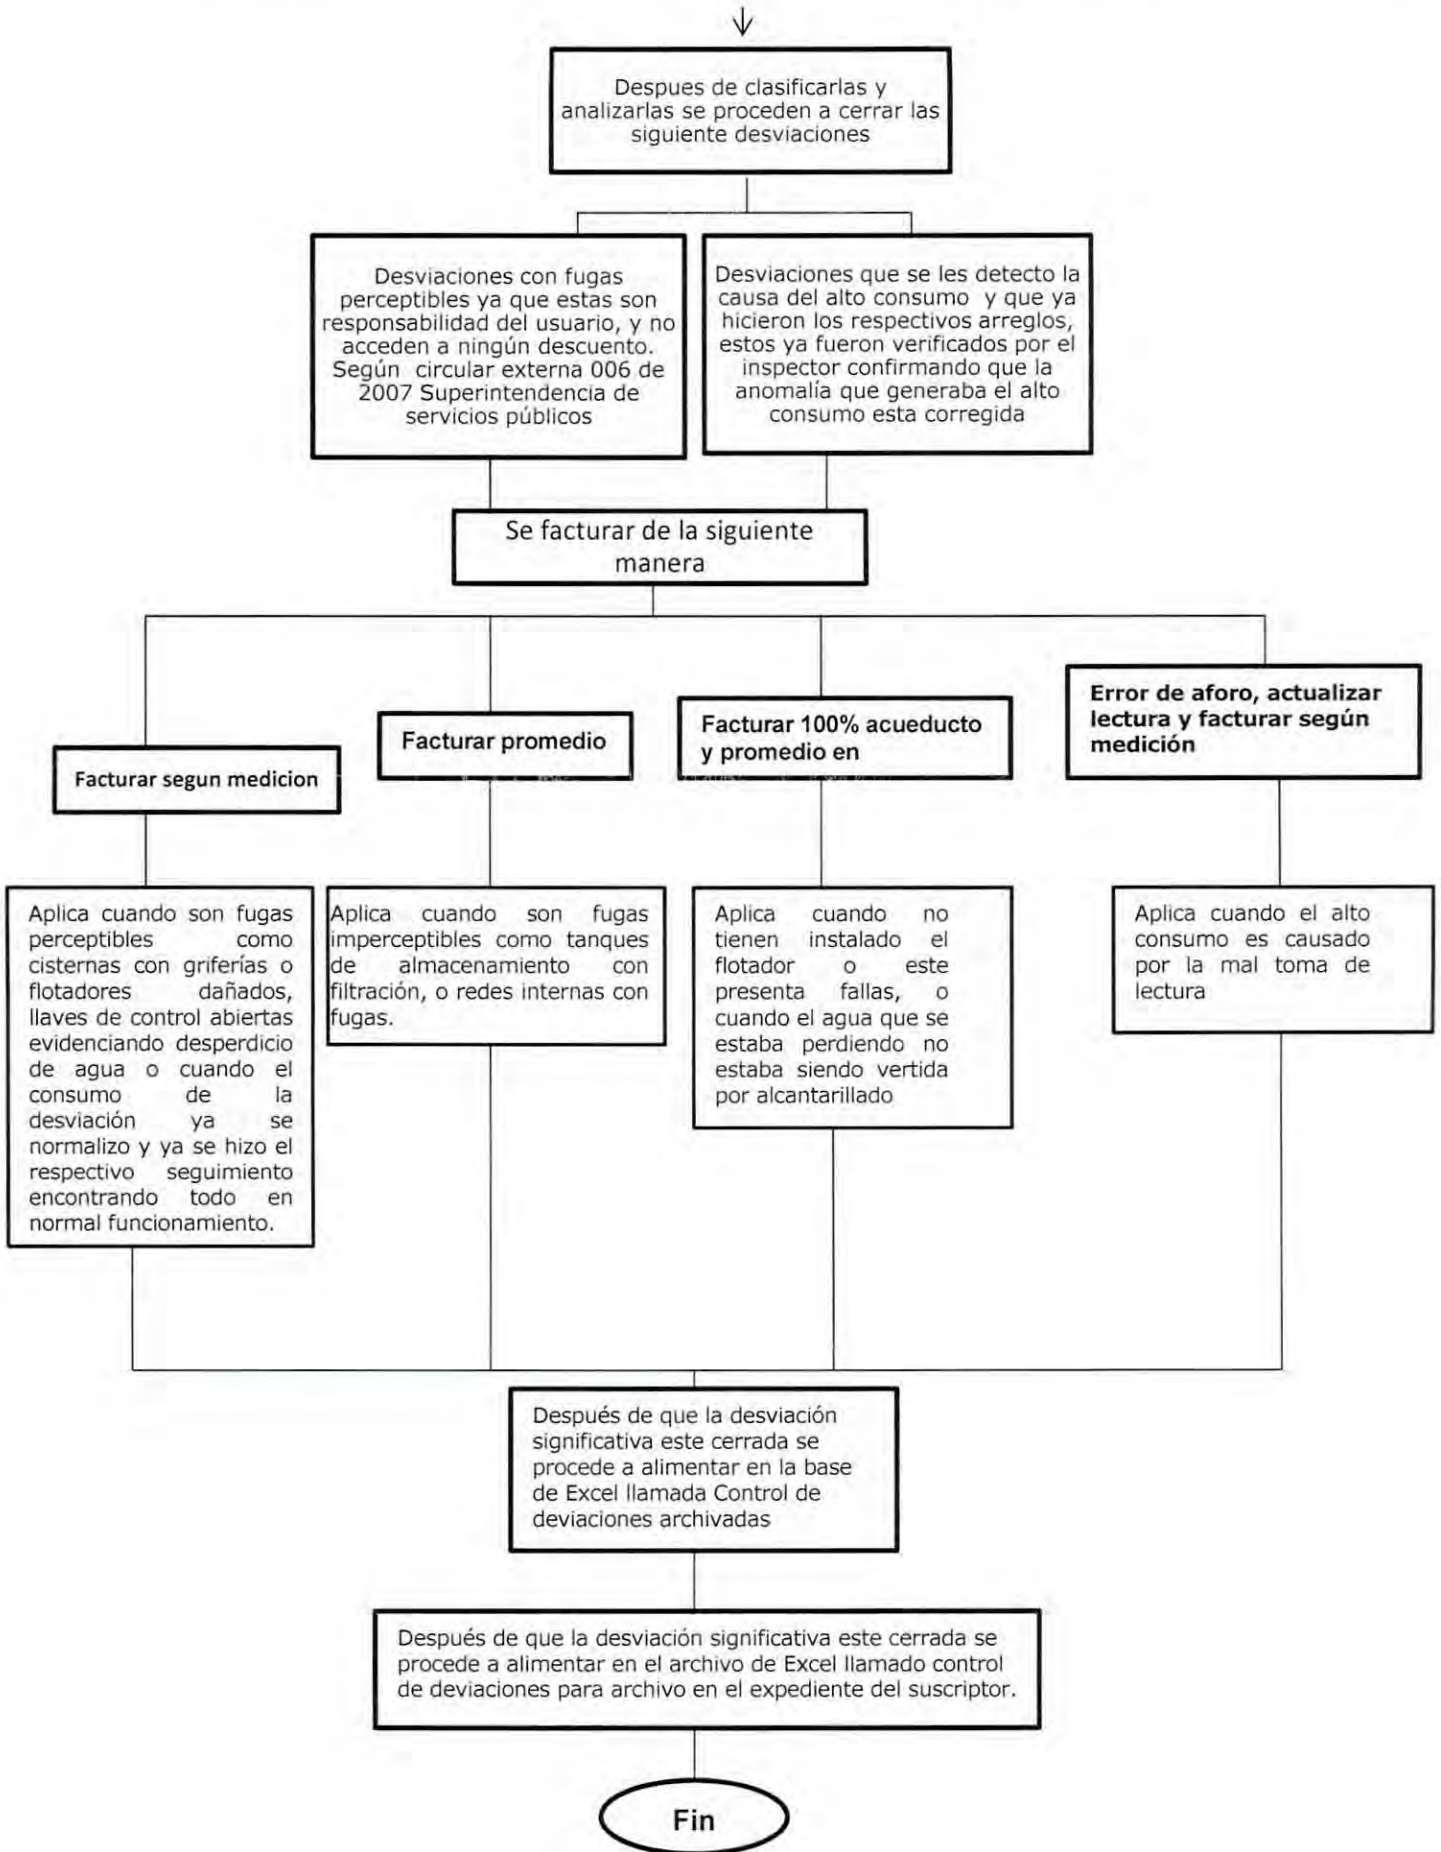 Despues de clasificarlas y
analizarlas se proceden a cerrar las
siguiente desviaciones
Desviaciones con fugas
perceptibles ya que estas son
responsabilidad del usuario, y no
acceden a ningún descuento.
Según circular externa 006 de
2007 Superintendencia de
servicios públicos
Desviaciones que se les detecto la
causa del alto consumo y que ya
hicieron los respectivos arreglos,
estos ya fueron verificados por el
inspector confirmando que la
anomalía que generaba el alto
consumo esta corregida
Se facturar de la siguiente
manera
Facturar segun medicion
Facturar promedio
Facturar 100% acueducto
y promedio en
Error de aforo, actualizar
lectura y facturar según
medición
Aplica cuando son fugas
perceptibles como
cisternas con griferías o
flotadores dañados,
llaves de control abiertas
evidenciando desperdicio
de agua o cuando el
consumo de la
desviación ya se
normalizo y ya se hizo el
respectivo seguimiento
encontrando todo en
normal funcionamiento.
Aplica cuando son fugas
imperceptibles como tanques
de almacenamiento con
filtración, o redes internas con
fugas.
Aplica cuando no
tienen instalado el
flotador o este
presenta fallas, o
cuando el agua que se
estaba perdiendo no
estaba siendo vertida
por alcantarillado
Aplica cuando el alto
consumo es causado
por la mal toma de
lectura
Después de que la desviación
significativa este cerrada se
procede a alimentar en la base
de Excel llamada Control de
deviaciones archivadas
Después de que la desviación significativa este cerrada se
procede a alimentar en el archivo de Excel llamado control
de deviaciones para archivo en el expediente del suscriptor.
Fin